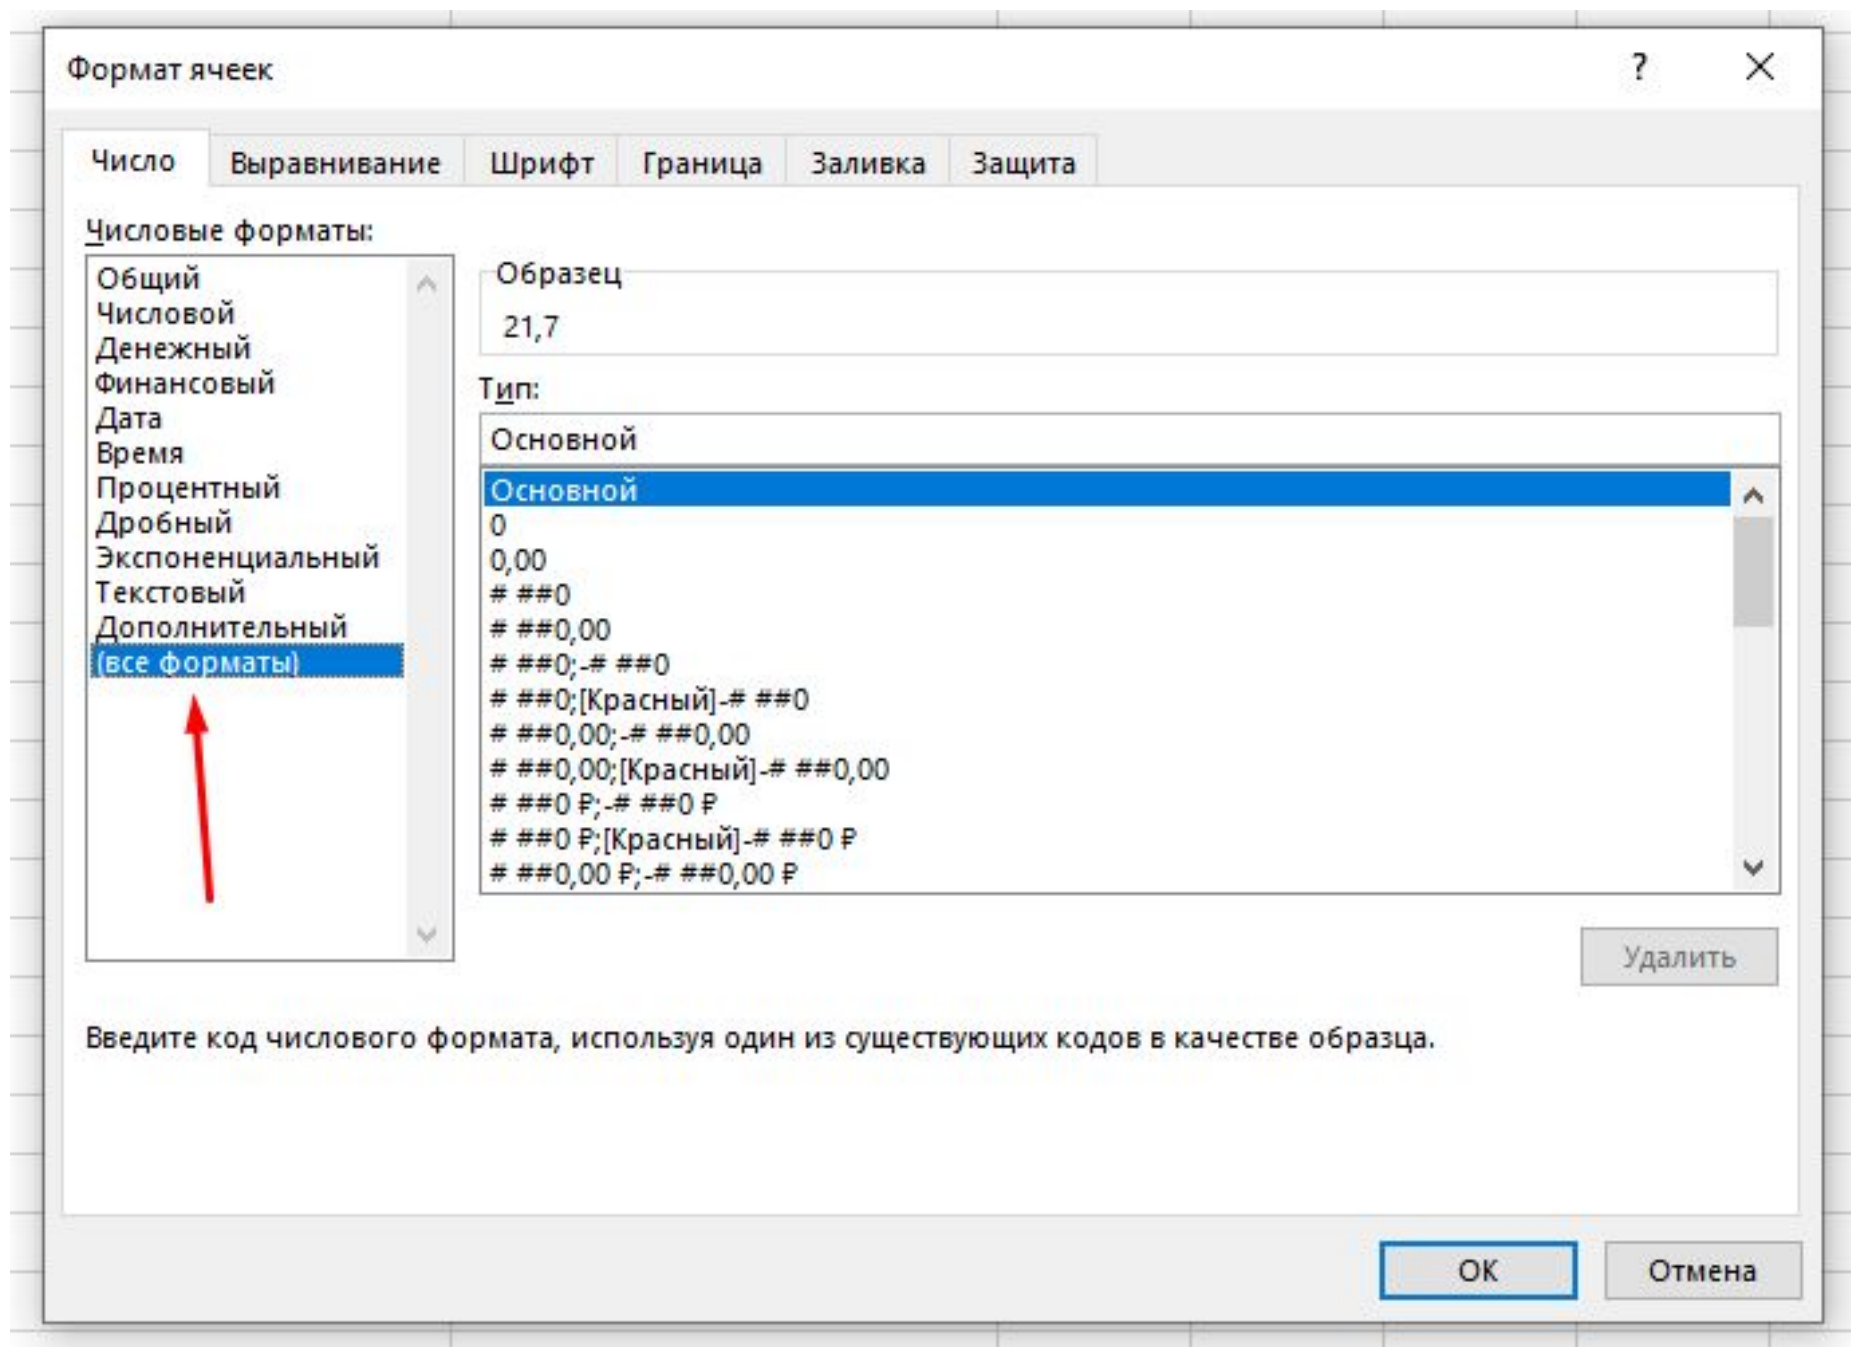 Формат ячеек
?
Число Выравнивание Шрифт Граница Заливка Защита
Числовые форматы:
Общий
Числовой
Денежный
Финансовый
Дата
Время
Процентный
Дробный
Экспоненциальный
Текстовый
Дополнительный
(все форматы)
Образец
21,7
Тип:
Основной
Основной
0
0,00
# ##0
# ##0,00
# ##0;-# ##0
# ##0;[Красный]-# ##0
# ##0,00;-# ##0,00
# ##0,00;[Красный]-# ##0,00
# ##0 ₽;-# ##0 ₽
# ##0 ₽;[Красный]-# ##0 ₽
# ##0,00 ₽;-# ##0,00 ₽
Удалить
Введите код числового формата, используя один из существующих кодов в качестве образца.
ОК Отмена